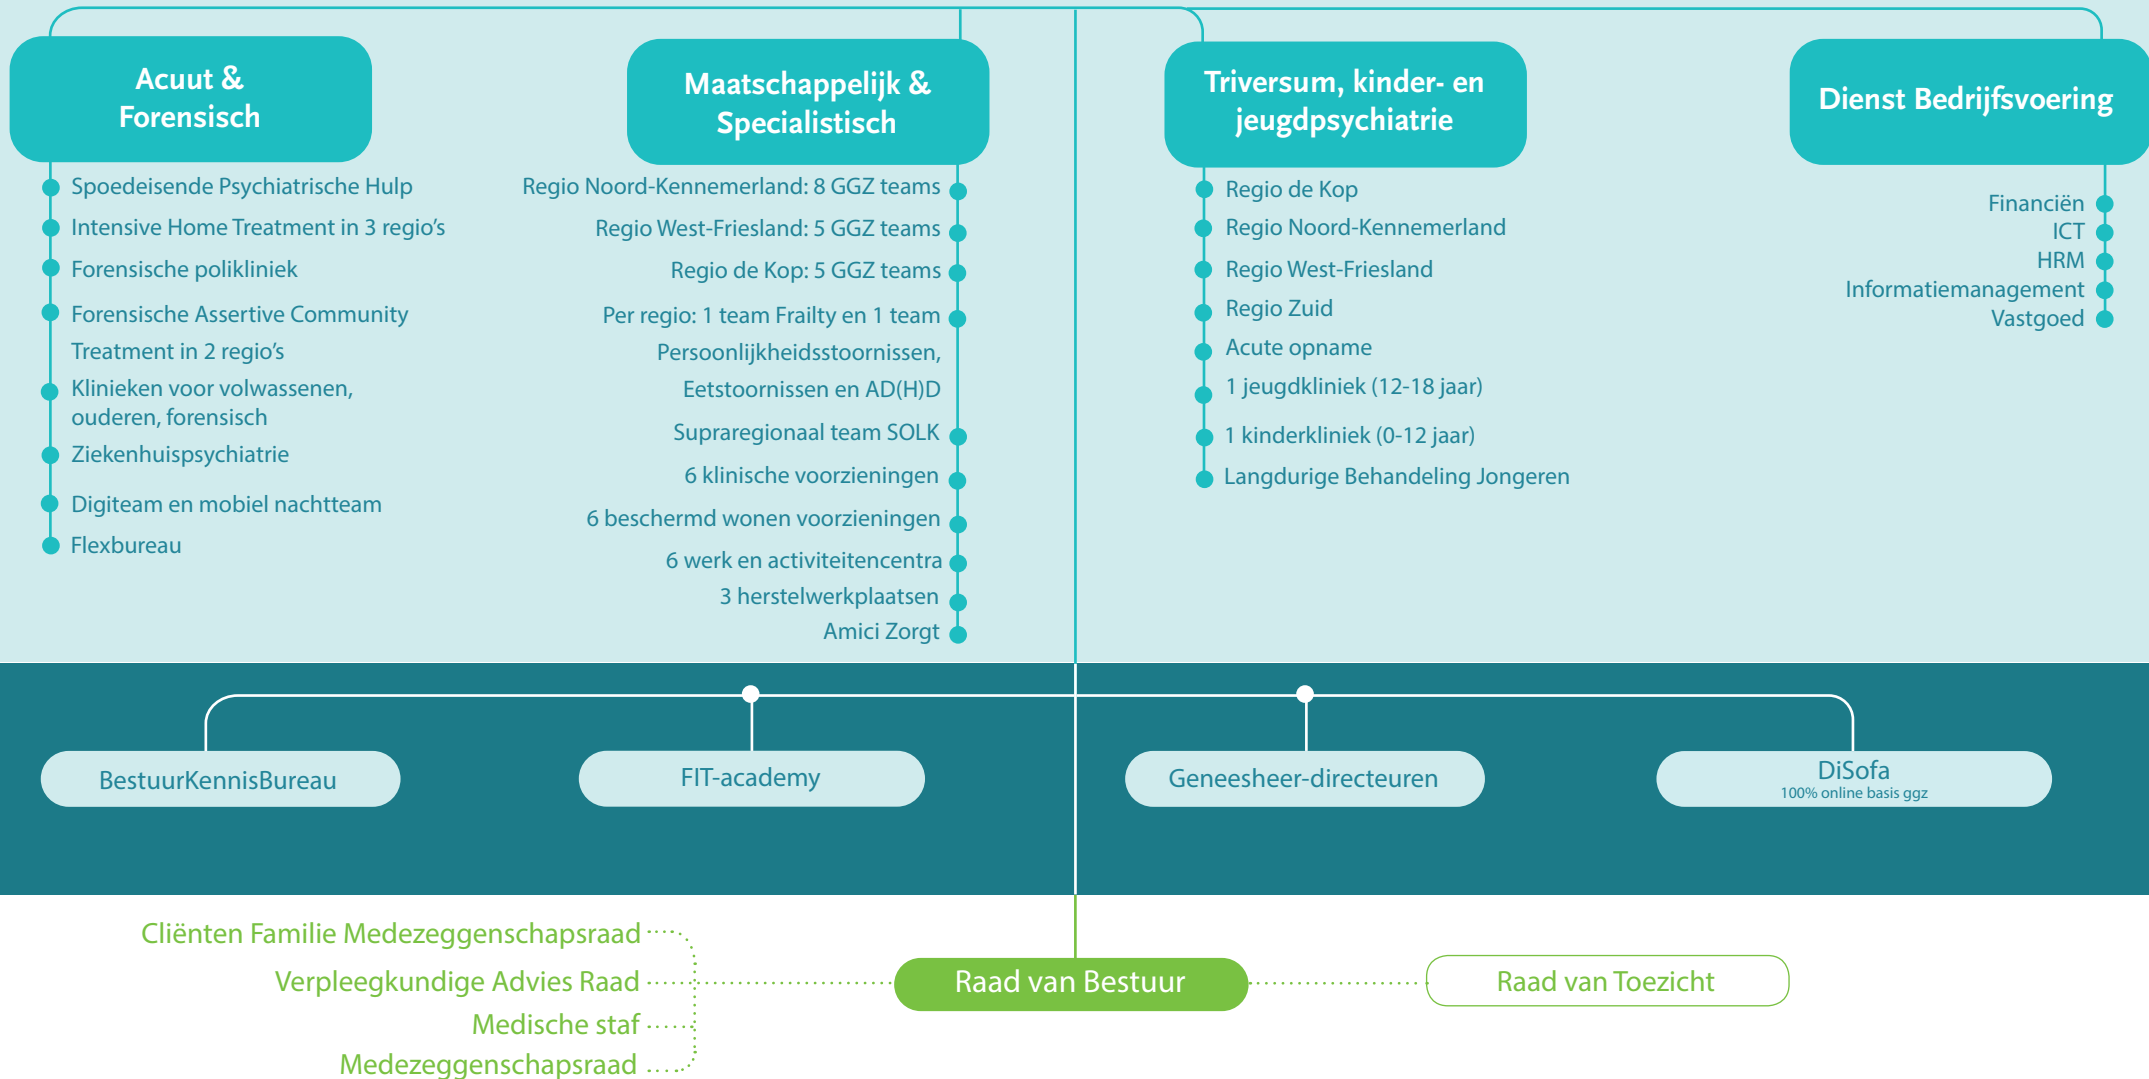 Acuut &
Forensisch
Spoedeisende Psychiatrische Hulp
Intensive Home Treatment in 3 regio's
Forensische polikliniek
Forensische Assertive Community
Treatment in 2 regio's
Klinieken voor volwassenen,
ouderen, forensisch
Ziekenhuispsychiatrie
Digiteam en mobiel nachtteam
Flexbureau
Maatschappelijk &
Specialistisch
Regio Noord-Kennemerland: 8 GGZ teams
Regio West-Friesland: 5 GGZ teams
Regio de Kop: 5 GGZ teams
Per regio: 1 team Frailty en 1 team
Persoonlijkheidsstoornissen,
Eetstoornissen en AD(H)D
Supraregionaal team SOLK
6 klinische voorzieningen
6 beschermd wonen voorzieningen
6 werk en activiteitencentra
3 herstelwerkplaatsen
Amici Zorgt
Triversum, kinder- en
jeugdpsychiatrie
Regio de Kop
Regio Noord-Kennemerland
Regio West-Friesland
Regio Zuid
Acute opname
1 jeugdkliniek (12-18 jaar)
1 kinderkliniek (0-12 jaar)
Langdurige Behandeling Jongeren
Dienst Bedrijfsvoering
Financiën
ICT
HRM
Informatiemanagement
Vastgoed
BestuurKennisBureau
FIT-academy
Geneesheer-directeuren
DiSofa
100% online basis ggz
Cliënten Familie Medezeggenschapsraad
Verpleegkundige Advies Raad
Medische staf
Medezeggenschapsraad
Raad van Bestuur
Raad van Toezicht